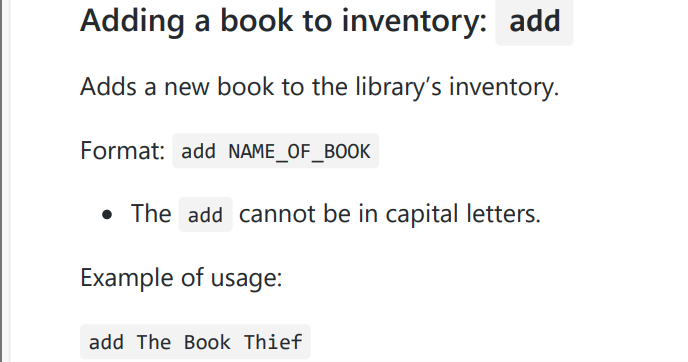 Adding a book to inventory: add
Adds a new book to the library’s inventory.
Format: add NAME_OF_BOOK
• The add cannot be in capital letters.
Example of usage:
add The Book Thief